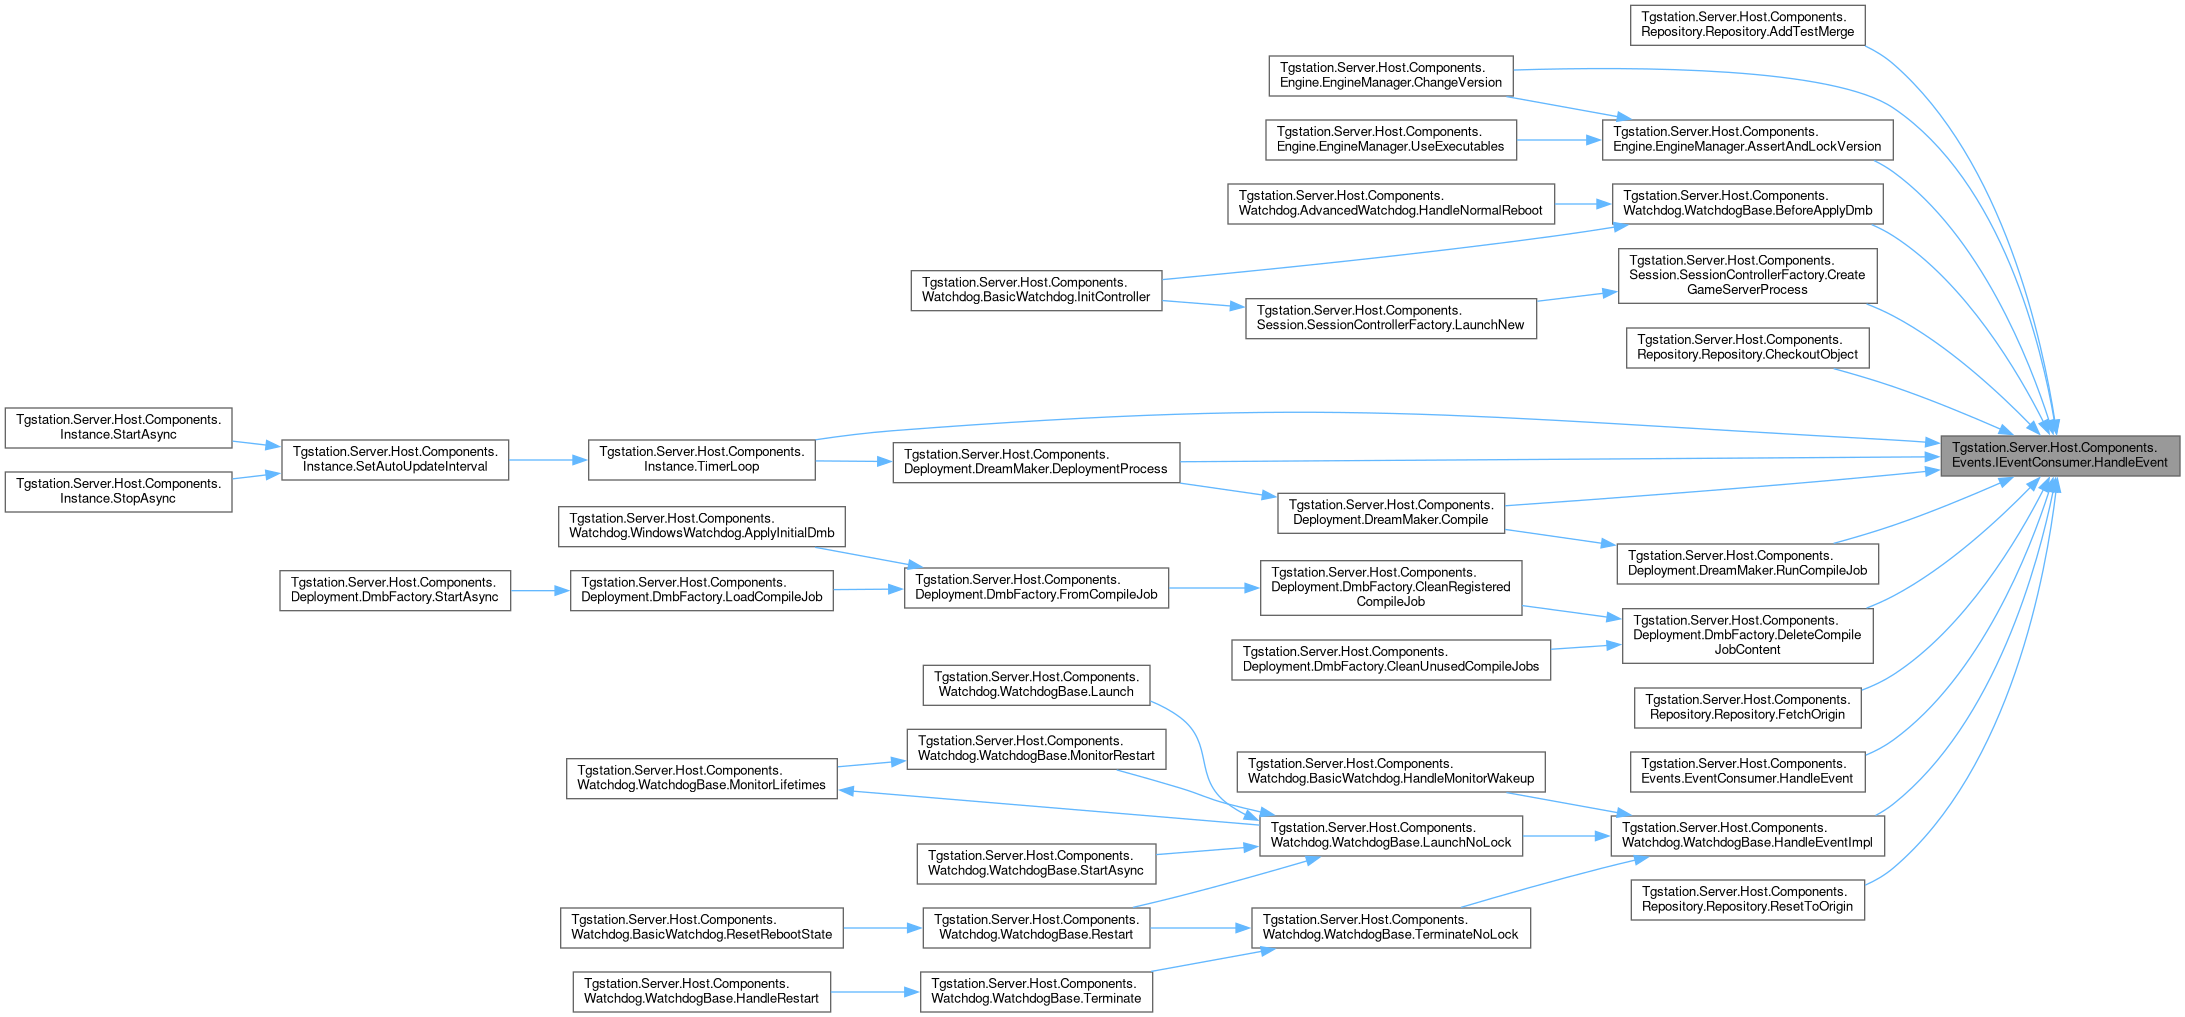 Tgstation.Server.Host.Components.
Repository.Repository.AddTestMerge
Tgstation.Server.Host.Components.
Engine.EngineManager.ChangeVersion
Tgstation.Server.Host.Components.
Engine.EngineManager.UseExecutables
Tgstation.Server.Host.Components.
Engine.EngineManager.AssertAndLockVersion
Tgstation.Server.Host.Components.
Watchdog.AdvancedWatchdog.HandleNormalReboot
Tgstation.Server.Host.Components.
Watchdog.WatchdogBase.BeforeApplyDmb
Tgstation.Server.Host.Components.
Watchdog.BasicWatchdog.InitController
Tgstation.Server.Host.Components.
Session.SessionControllerFactory.Create
GameServerProcess
Tgstation.Server.Host.Components.
Session.SessionControllerFactory.LaunchNew
Tgstation.Server.Host.Components.
Repository.Repository.CheckoutObject
Tgstation.Server.Host.Components.
Instance.StartAsync
Tgstation.Server.Host.Components.
Instance.StopAsync
Tgstation.Server.Host.Components.
Instance.SetAutoUpdateInterval
Tgstation.Server.Host.Components.
Instance.TimerLoop
Tgstation.Server.Host.Components.
Deployment.DreamMaker.DeploymentProcess
Tgstation.Server.Host.Components.
Events.IEventConsumer.HandleEvent
Tgstation.Server.Host.Components.
Deployment.DreamMaker.Compile
Tgstation.Server.Host.Components.
Watchdog.WindowsWatchdog.ApplyInitialDmb
Tgstation.Server.Host.Components.
Deployment.DreamMaker.RunCompileJob
Tgstation.Server.Host.Components.
Deployment.DmbFactory.StartAsync
Tgstation.Server.Host.Components.
Deployment.DmbFactory.LoadCompileJob
Tgstation.Server.Host.Components.
Deployment.DmbFactory.FromCompileJob
Tgstation.Server.Host.Components.
Deployment.DmbFactory.CleanRegistered
CompileJob
Tgstation.Server.Host.Components.
Deployment.DmbFactory.DeleteCompile
JobContent
Tgstation.Server.Host.Components.
Deployment.DmbFactory.CleanUnusedCompileJobs
Tgstation.Server.Host.Components.
Watchdog.WatchdogBase.Launch
Tgstation.Server.Host.Components.
Repository.Repository.FetchOrigin
Tgstation.Server.Host.Components.
Watchdog.WatchdogBase.MonitorRestart
Tgstation.Server.Host.Components.
Watchdog.WatchdogBase.MonitorLifetimes
Tgstation.Server.Host.Components.
Watchdog.BasicWatchdog.HandleMonitorWakeup
Tgstation.Server.Host.Components.
Events.EventConsumer.HandleEvent
Tgstation.Server.Host.Components.
Watchdog.WatchdogBase.LaunchNoLock
Tgstation.Server.Host.Components.
Watchdog.WatchdogBase.HandleEventImpl
Tgstation.Server.Host.Components.
Watchdog.WatchdogBase.StartAsync
Tgstation.Server.Host.Components.
Repository.Repository.ResetToOrigin
Tgstation.Server.Host.Components.
Watchdog.BasicWatchdog.ResetRebootState
Tgstation.Server.Host.Components.
Watchdog.WatchdogBase.Restart
Tgstation.Server.Host.Components.
Watchdog.WatchdogBase.TerminateNoLock
Tgstation.Server.Host.Components.
Watchdog.WatchdogBase.HandleRestart
Tgstation.Server.Host.Components.
Watchdog.WatchdogBase.Terminate